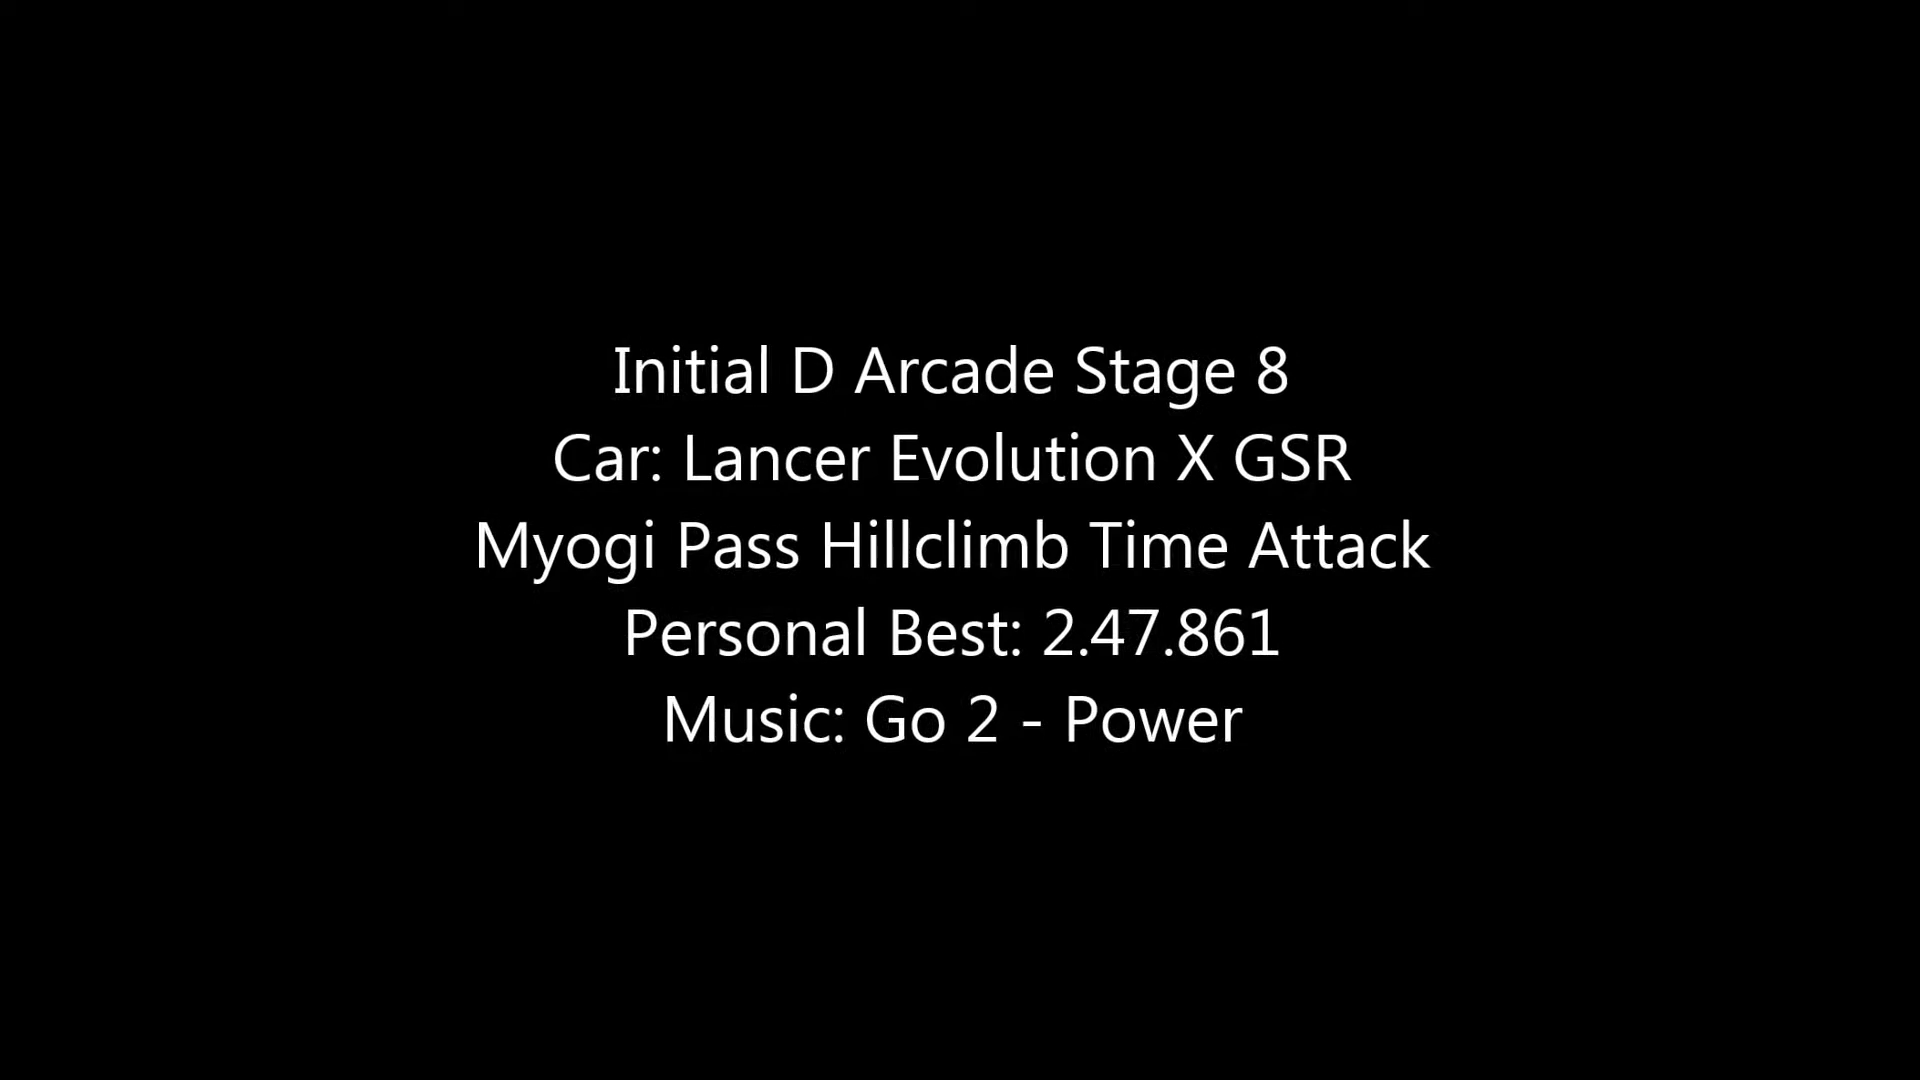 Initial D Arcade Stage 8
Car: Lancer Evolution X GSR
Myogi Pass Hillclimb Time Attack
Personal Best: 2.47.861
Music: Go 2 - Power